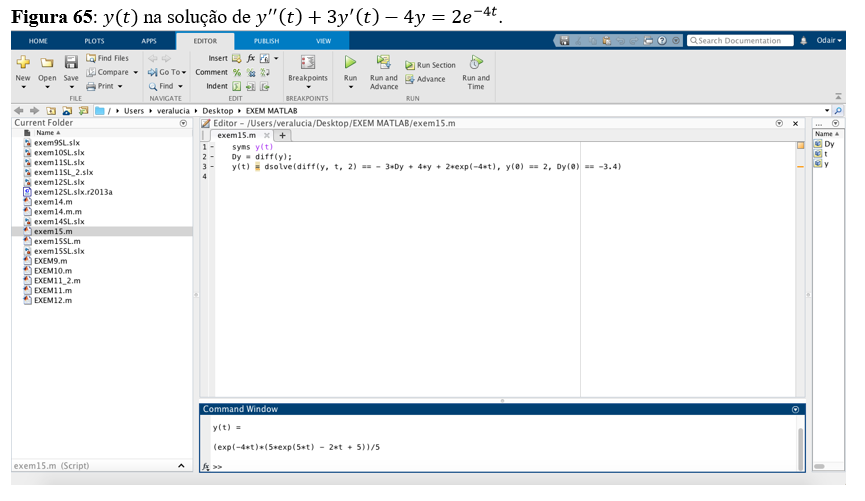 Figura 65: y(t) na solução de y′′(t) + 3y′(t) − 4y = 2e^{−4t}.
HOME PLOTS APPS EDITOR PUBLISH VIEW Search Documentation Odair
New Open Save Find Files Compare Print Go To Find Insert Comment Indent fx Breakpoints Run Run and Advance Run Section Advance Run and Time
FILE NAVIGATE EDIT BREAKPOINTS RUN
/ Users veralucia Desktop EXEM MATLAB
Current Folder
Name
exem9SL.slx
exem10SL.slx
exem11SL.slx
exem11SL_2.slx
exem12SL.slx
exem12SL.slx.r2013a
exem14.m
exem14.m.m
exem14SL.slx
exem15.m
exem15SL.m
exem15SL.slx
EXEM9.m
EXEM10.m
EXEM11_2.m
EXEM11.m
EXEM12.m
exem15.m (Script)
Editor - /Users/veralucia/Desktop/EXEM MATLAB/exem15.m
exem15.m
1 - syms y(t)
2 - Dy = diff(y);
3 - y(t) = dsolve(diff(y, t, 2) == - 3*Dy + 4*y + 2*exp(-4*t), y(0) == 2, Dy(0) == -3.4)
4
Command Window
y(t) =
(exp(-4*t)*(5*exp(5*t) - 2*t + 5))/5
fx >>
...
Name
Dy
t
y